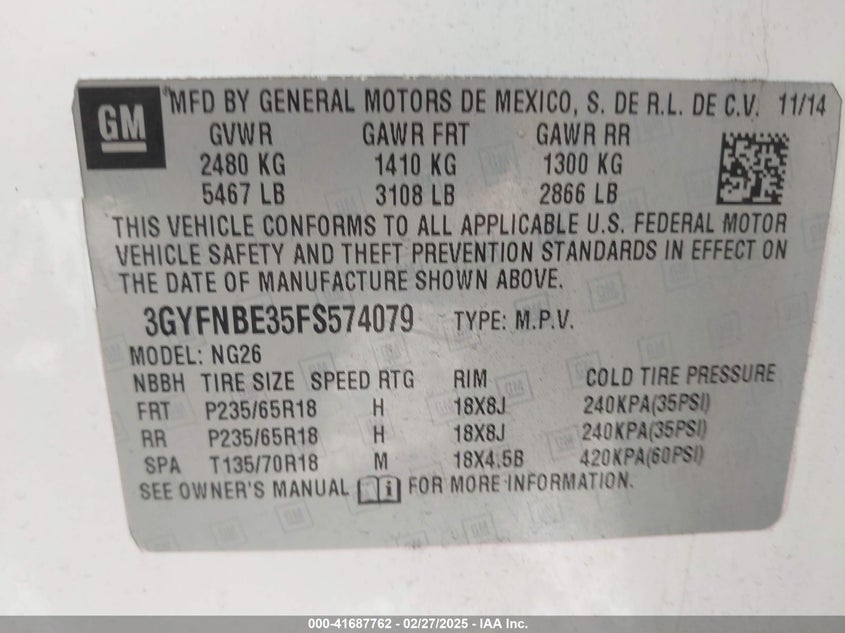 GM
MFD BY GENERAL MOTORS DE MEXICO, S. DE R.L. DE C.V. 11/14
GVWR GAWR FRT GAWR RR
2480 KG 1410 KG 1300 KG
5467 LB 3108 LB 2866 LB
THIS VEHICLE CONFORMS TO ALL APPLICABLE U.S. FEDERAL MOTOR
VEHICLE SAFETY AND THEFT PREVENTION STANDARDS IN EFFECT ON
THE DATE OF MANUFACTURE SHOWN ABOVE.
3GYFNBE35FS574079 TYPE: M.P.V.
MODEL: NG26
NBBH TIRE SIZE SPEED RTG RIM COLD TIRE PRESSURE
FRT P235/65R18 H 18X8J 240KPA(35PSI)
RR P235/65R18 H 18X8J 240KPA(35PSI)
SPA T135/70R18 M 18X4.5B 420KPA(60PSI)
SEE OWNER'S MANUAL FOR MORE INFORMATION.
000-41687762 - 02/27/2025 - IAA Inc.